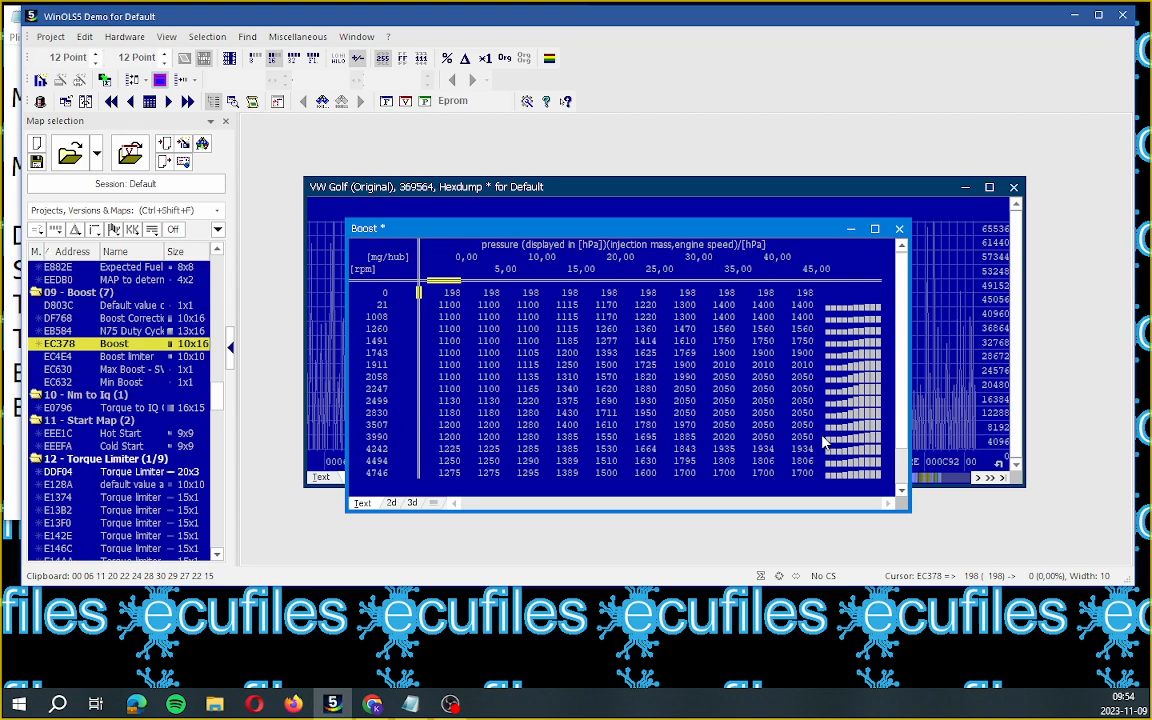 WinOLS5 Demo for Default
Project Edit Hardware View Selection Find Miscellaneous Window ?
12 Point 12 Point
Eprom
Map selection
Session: Default
Projects, Versions & Maps: (Ctrl+Shift+F)
Off
M. Address Name Size
EB82E Expected Fuel 8x8
EED80 MAP to determ 4x2
09 - Boost (7)
D803C Default value c 1x1
DF768 Boost Correctic 10x16
EB584 N75 Duty Cyck 13x16
EC378 Boost 10x16
EC4E4 Boost limiter 10x10
EC630 Max Boost - SV 1x1
EC632 Min Boost 1x1
10 - Nm to Iq (1)
E0796 Torque to IQ ( 16x15
11 - Start Map (2)
EEE1C Hot Start 9x9
EEEFA Cold Start 9x9
12 - Torque Limiter (1/9)
DDF04 Torque Limiter 20x3
E128A default value a 10x10
E1374 Torque limiter 15x1
E13B2 Torque limiter 15x1
E13F0 Torque limiter 15x1
E142E Torque limiter 15x1
E146C Torque limiter 15x1
VW Golf (Original), 369564, Hexdump * for Default
65536
61440
57344
53248
49152
45056
40960
36864
32768
28672
24576
20480
16384
12288
8192
4096
0
000C92 00
Text
Boost *
pressure (displayed in [hPa])(injection mass,engine speed)/[hPa]
[mg/hub] 0,00 10,00 20,00 30,00 40,00
[rpm] 5,00 15,00 25,00 35,00 45,00
0 198 198 198 198 198 198 198 198 198 198
21 1100 1100 1100 1115 1170 1220 1300 1400 1400 1400
1008 1100 1100 1100 1115 1170 1220 1300 1400 1400 1400
1260 1100 1100 1100 1115 1260 1360 1470 1560 1560 1560
1491 1100 1100 1100 1185 1277 1414 1610 1750 1750 1750
1743 1100 1100 1105 1200 1393 1625 1769 1900 1900 1900
1911 1100 1100 1115 1250 1500 1725 1900 2010 2010 2010
2058 1100 1100 1135 1310 1570 1820 1990 2050 2050 2050
2247 1100 1100 1165 1340 1620 1880 2050 2050 2050 2050
2499 1130 1130 1220 1375 1690 1930 2050 2050 2050 2050
2830 1180 1180 1280 1430 1711 1950 2050 2050 2050 2050
3507 1200 1200 1280 1400 1610 1780 1970 2050 2050 2050
3990 1200 1200 1280 1385 1550 1695 1885 2020 2050 2050
4242 1225 1225 1285 1385 1530 1664 1843 1935 1934 1934
4494 1250 1250 1290 1389 1510 1630 1795 1808 1806 1806
4746 1275 1275 1295 1389 1500 1600 1700 1700 1700 1700
Text 2d 3d
Clipboard: 00 06 11 20 22 24 28 30 29 27 22 15
No CS
Cursor: EC378 => 198 ( 198) -> 0 (0,00%), Width: 10
files ecufiles ecufiles ecufiles ecufiles
09:54
2023-11-09